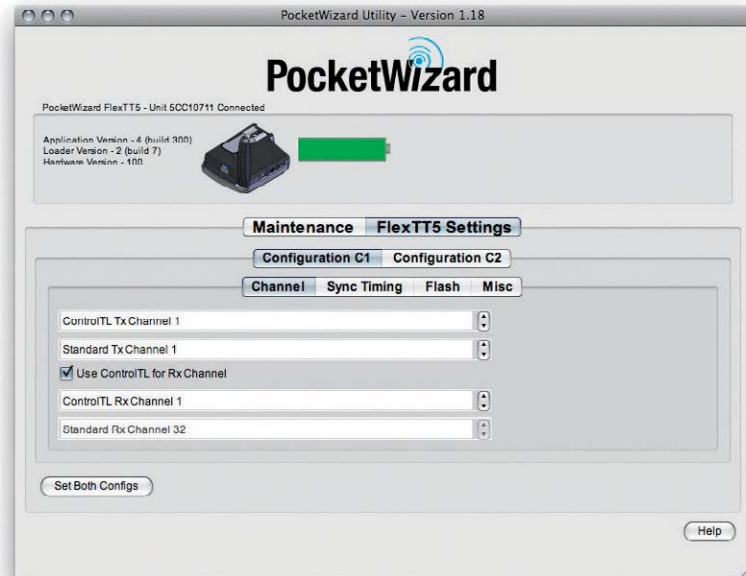 PocketWizard Utility – Version 1.18
PocketWizard
PocketWizard FlexTT5 - Unit 5CC10711 Connected
Application Version - 4 (build 300)
Loader Version - 2 (build 7)
Hardware Version - 100
Maintenance FlexTT5 Settings
Configuration C1 Configuration C2
Channel Sync Timing Flash Misc
ControlTL Tx Channel 1
Standard Tx Channel 1
Use ControlTL for Rx Channel
ControlTL Rx Channel 1
Standard Rx Channel 32
Set Both Configs
Help